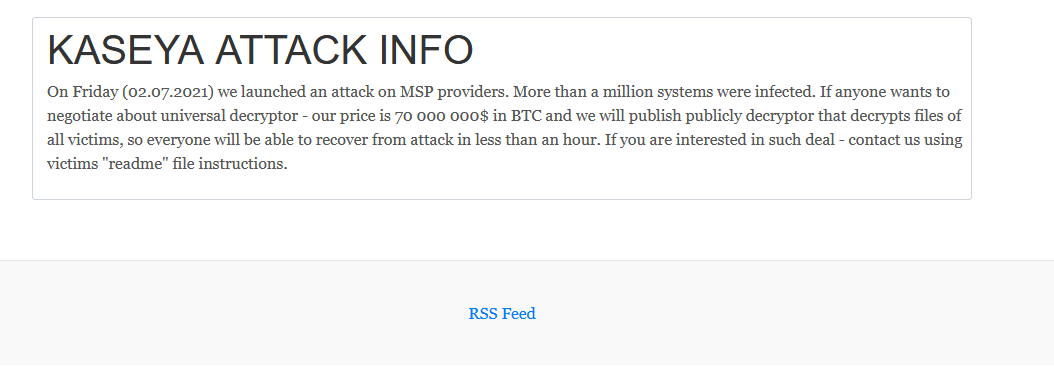 KASEYA ATTACK INFO
On Friday (02.07.2021) we launched an attack on MSP providers. More than a million systems were infected. If anyone wants to
negotiate about universal decryptor - our price is 70 000 000$ in BTC and we will publish publicly decryptor that decrypts files of
all victims, so everyone will be able to recover from attack in less than an hour. If you are interested in such deal - contact us using
victims "readme" file instructions.
RSS Feed